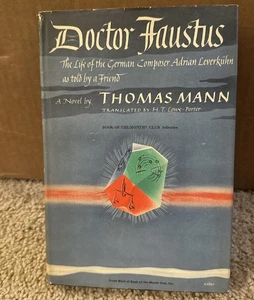 Doctor Faustus
The Life of the German Composer Adrian Leverkühn
as told by a Friend
A Novel by THOMAS MANN
TRANSLATED BY H. T. Lowe-Porter
BOOK-OF-THE-MONTH® CLUB Selection